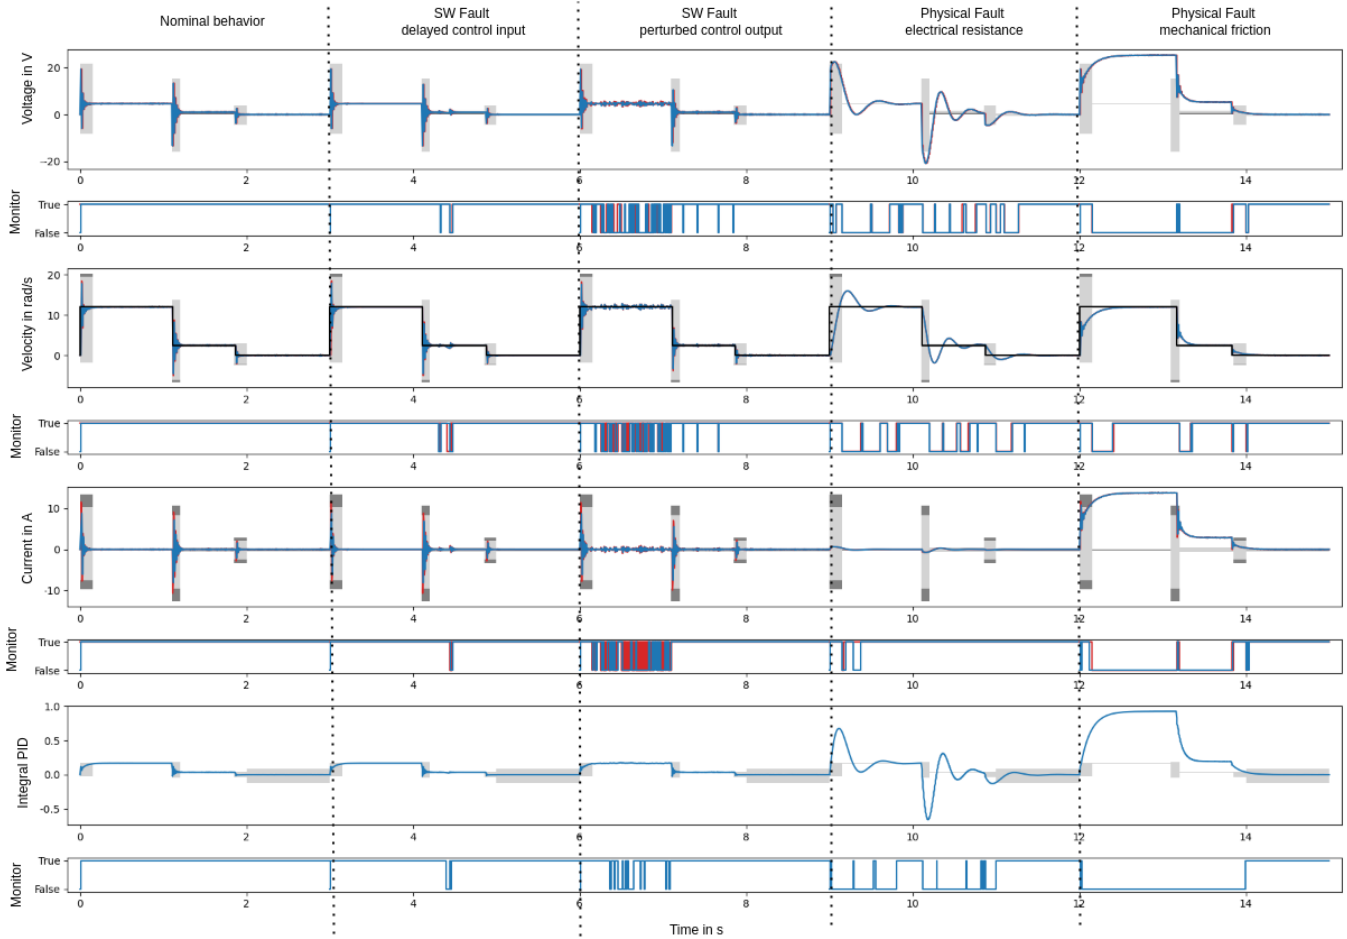 Nominal behavior
SW Fault
delayed control input
SW Fault
perturbed control output
Physical Fault
electrical resistance
Physical Fault
mechanical friction
Voltage in V
20
0
−20
0 2 4 6 8 10 12 14
Monitor
True
False
0 2 4 6 8 10 12 14
Velocity in rad/s
20
10
0
0 2 4 6 8 10 12 14
Monitor
True
False
0 2 4 6 8 10 12 14
Current in A
10
0
-10
0 2 4 6 8 10 12 14
Monitor
True
False
0 2 4 6 8 10 12 14
Integral PID
1.0
0.5
0.0
-0.5
0 2 4 6 8 10 12 14
Monitor
True
False
0 2 4 6 8 10 12 14
Time in s